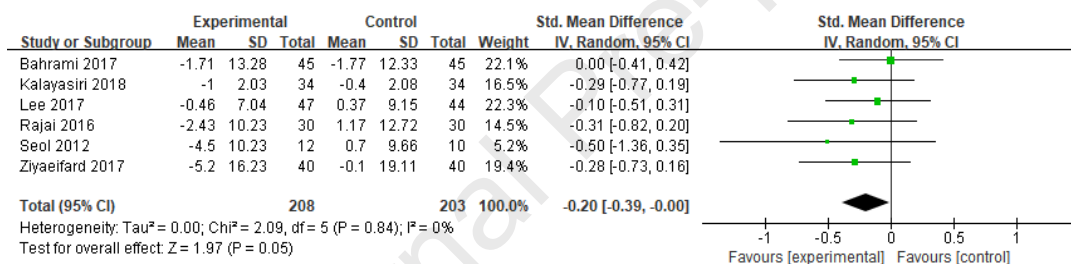 Experimental Control Std. Mean Difference Std. Mean Difference
Study or Subgroup Mean SD Total Mean SD Total Weight IV, Random, 95% CI IV, Random, 95% CI
Bahrami 2017 -1.71 13.28 45 -1.77 12.33 45 22.1% 0.00 [-0.41, 0.42]
Kalayasiri 2018 -1 2.03 34 -0.4 2.08 34 16.5% -0.29 [-0.77, 0.19]
Lee 2017 -0.46 7.04 47 0.37 9.15 44 22.3% -0.10 [-0.51, 0.31]
Rajai 2016 -2.43 10.23 30 1.17 12.72 30 14.5% -0.31 [-0.82, 0.20]
Seol 2012 -4.5 10.23 12 0.7 9.66 10 5.2% -0.50 [-1.36, 0.35]
Ziyaeifard 2017 -5.2 16.23 40 -0.1 19.11 40 19.4% -0.28 [-0.73, 0.16]
Total (95% CI) 208 203 100.0% -0.20 [-0.39, -0.00]
Heterogeneity: Tau² = 0.00; Chi² = 2.09, df = 5 (P = 0.84); I² = 0%
Test for overall effect: Z = 1.97 (P = 0.05)
-1 -0.5 0 0.5 1
Favours [experimental] Favours [control]